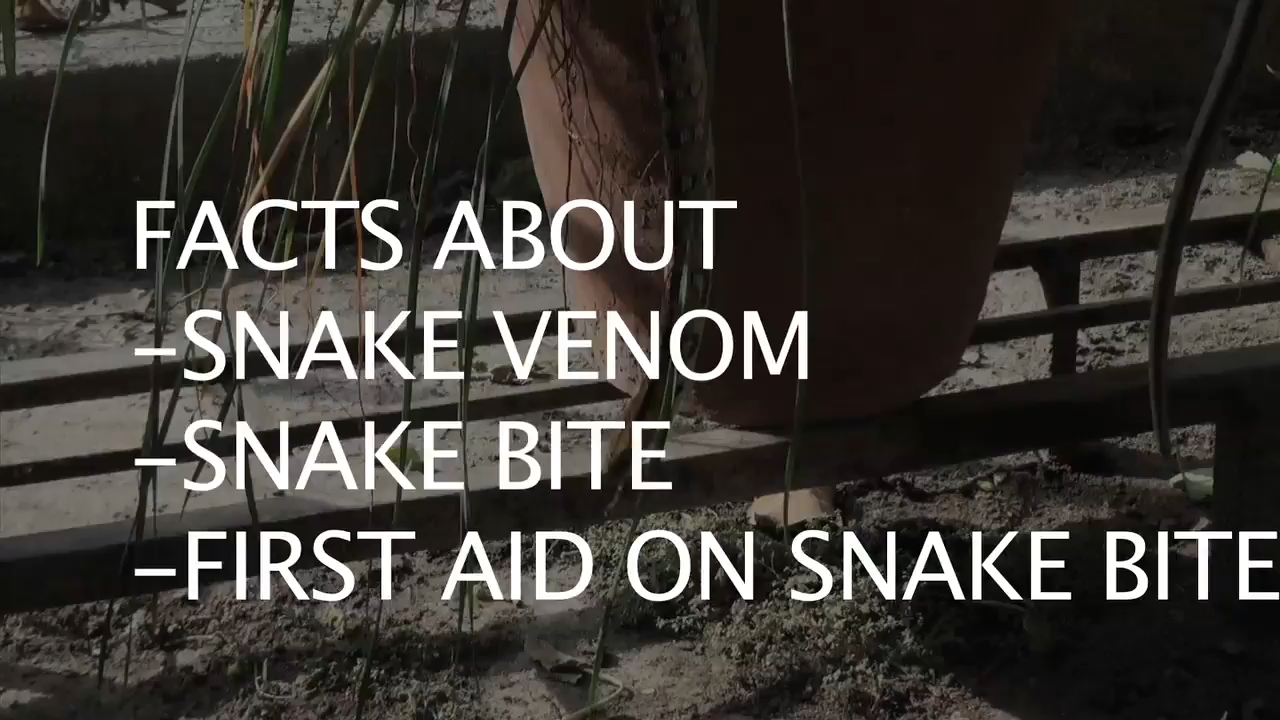 FACTS ABOUT
-SNAKE VENOM
-SNAKE BITE
-FIRST AID ON SNAKE BITE